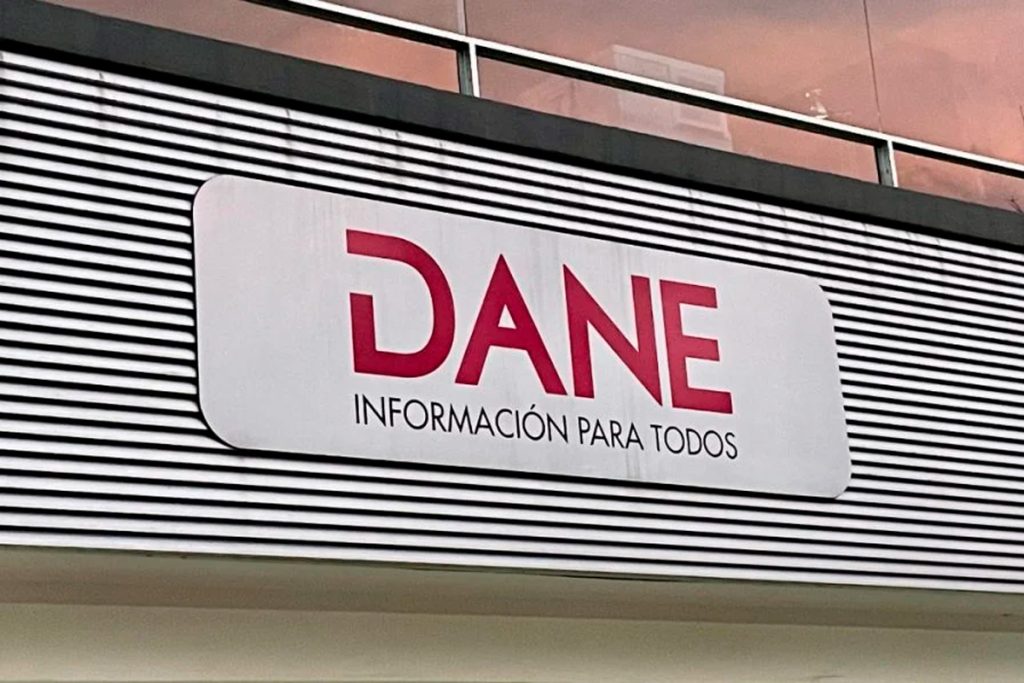 DANE
INFORMACIÓN PARA TODOS